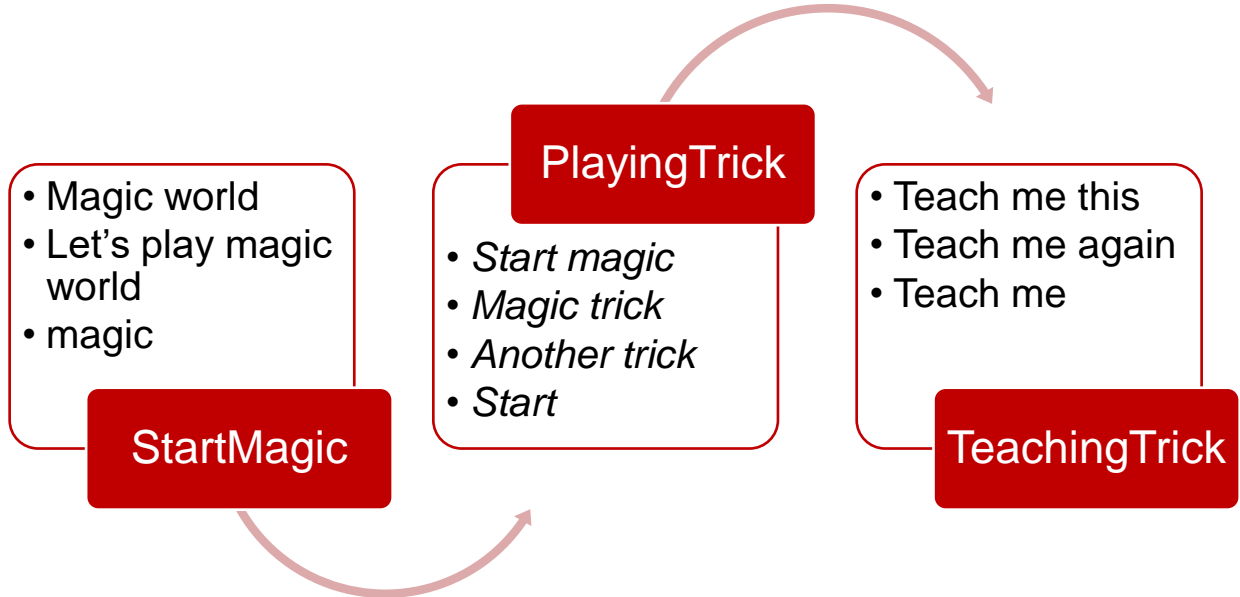 • Magic world
• Let’s play magic
world
• magic
StartMagic
PlayingTrick
• Start magic
• Magic trick
• Another trick
• Start
• Teach me this
• Teach me again
• Teach me
TeachingTrick